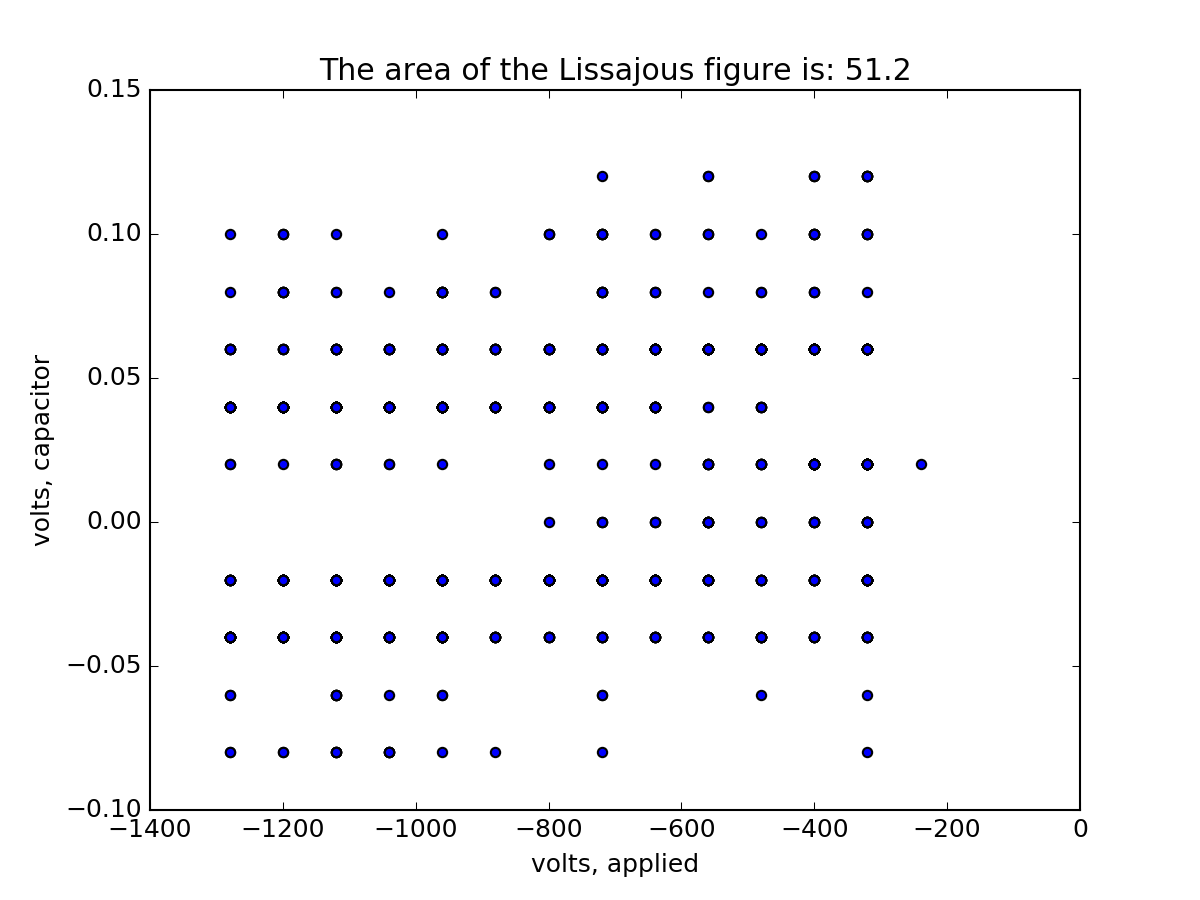 The area of the Lissajous figure is: 51.2
0.15
0.10
0.05
0.00
−0.05
−0.10
volts, capacitor
−1400 −1200 −1000 −800 −600 −400 −200 0
volts, applied